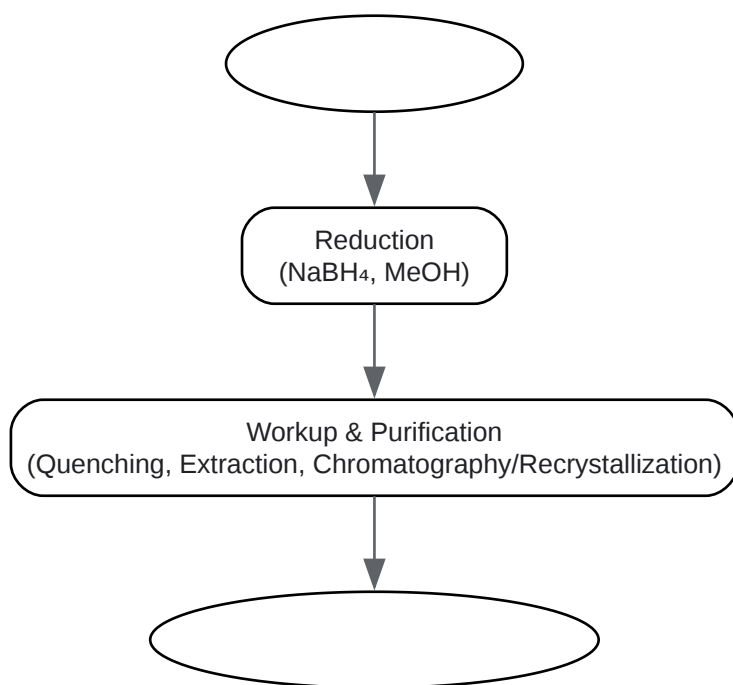 Reduction
(NaBH₄, MeOH)
Workup & Purification
(Quenching, Extraction, Chromatography/Recrystallization)